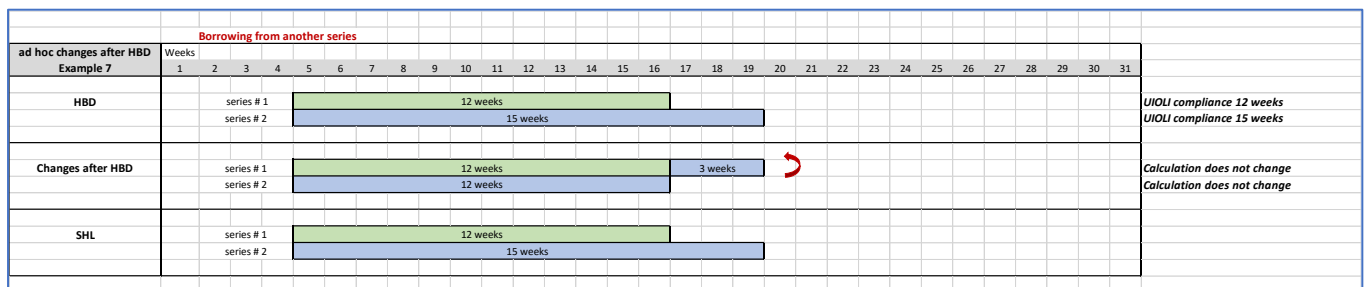 Borrowing from another series
ad hoc changes after HBD Weeks
Example 7 1 2 3 4 5 6 7 8 9 10 11 12 13 14 15 16 17 18 19 20 21 22 23 24 25 26 27 28 29 30 31
HBD series # 1 12 weeks UIOLI compliance 12 weeks
series # 2 15 weeks UIOLI compliance 15 weeks
Changes after HBD series # 1 12 weeks 3 weeks Calculation does not change
series # 2 12 weeks Calculation does not change
SHL series # 1 12 weeks
series # 2 15 weeks